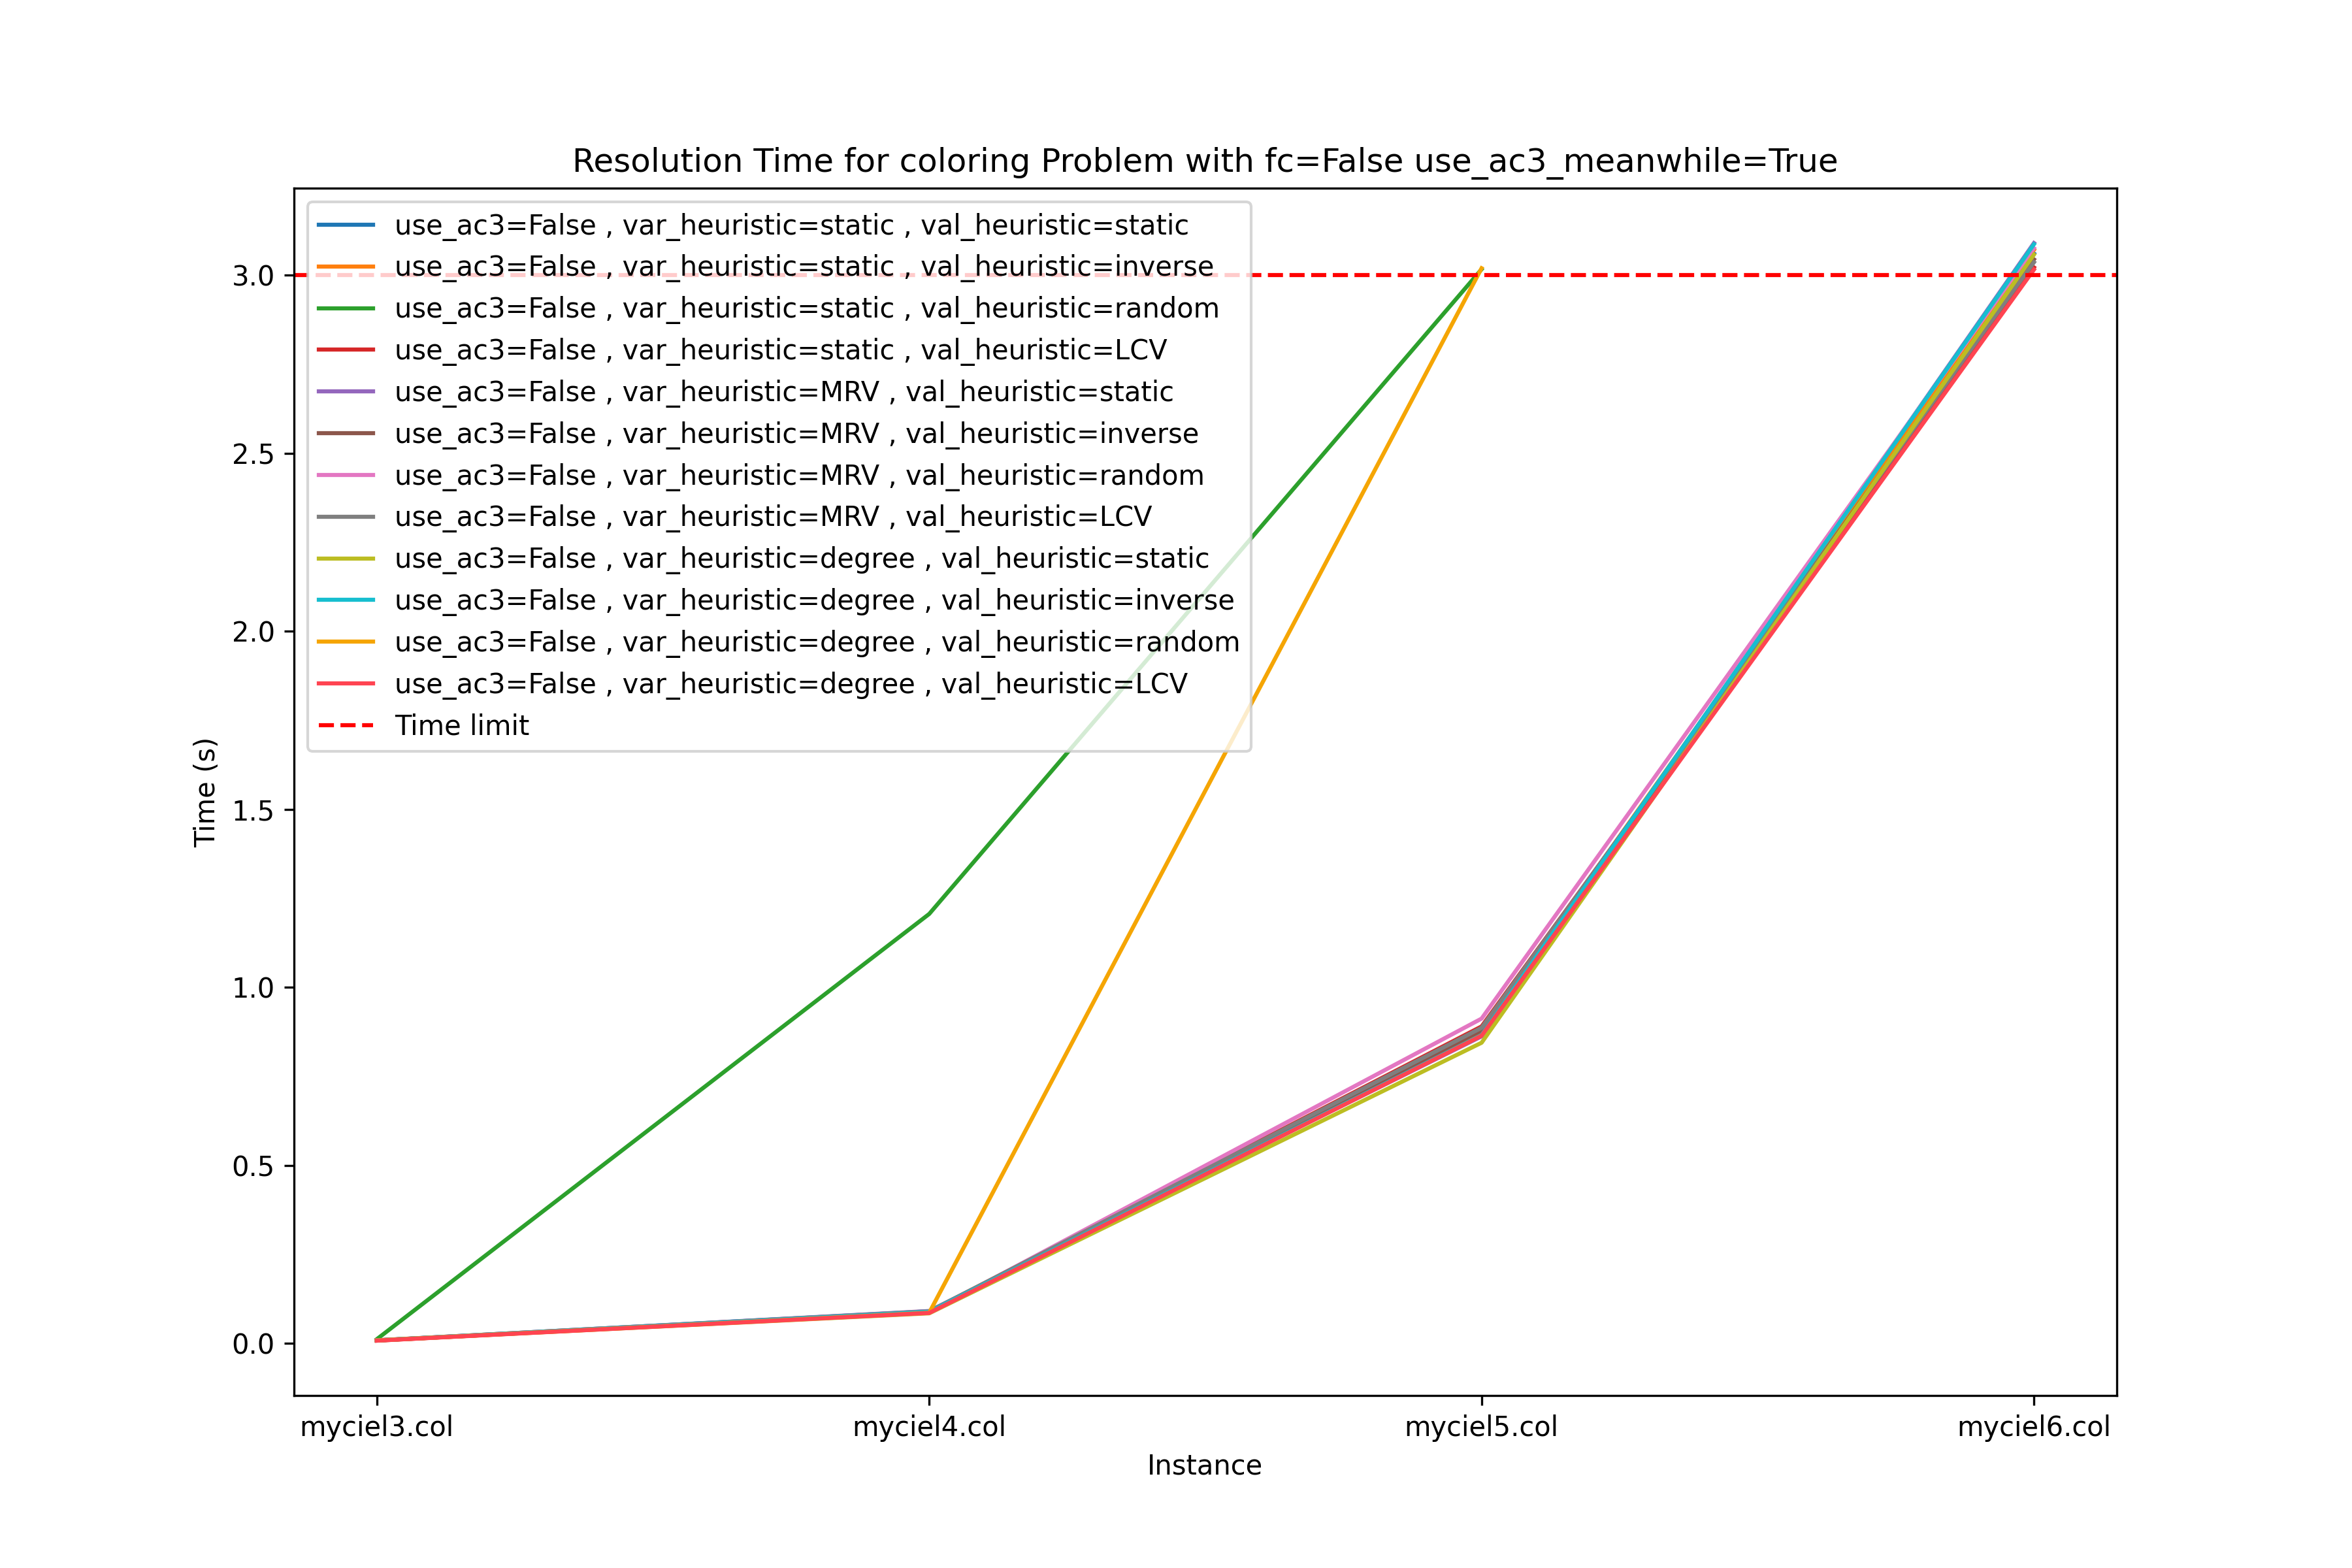 Resolution Time for coloring Problem with fc=False use_ac3_meanwhile=True
use_ac3=False , var_heuristic=static , val_heuristic=static
use_ac3=False , var_heuristic=static , val_heuristic=inverse
use_ac3=False , var_heuristic=static , val_heuristic=random
use_ac3=False , var_heuristic=static , val_heuristic=LCV
use_ac3=False , var_heuristic=MRV , val_heuristic=static
use_ac3=False , var_heuristic=MRV , val_heuristic=inverse
use_ac3=False , var_heuristic=MRV , val_heuristic=random
use_ac3=False , var_heuristic=MRV , val_heuristic=LCV
use_ac3=False , var_heuristic=degree , val_heuristic=static
use_ac3=False , var_heuristic=degree , val_heuristic=inverse
use_ac3=False , var_heuristic=degree , val_heuristic=random
use_ac3=False , var_heuristic=degree , val_heuristic=LCV
Time limit
Time (s)
3.0
2.5
2.0
1.5
1.0
0.5
0.0
myciel3.col
myciel4.col
myciel5.col
myciel6.col
Instance